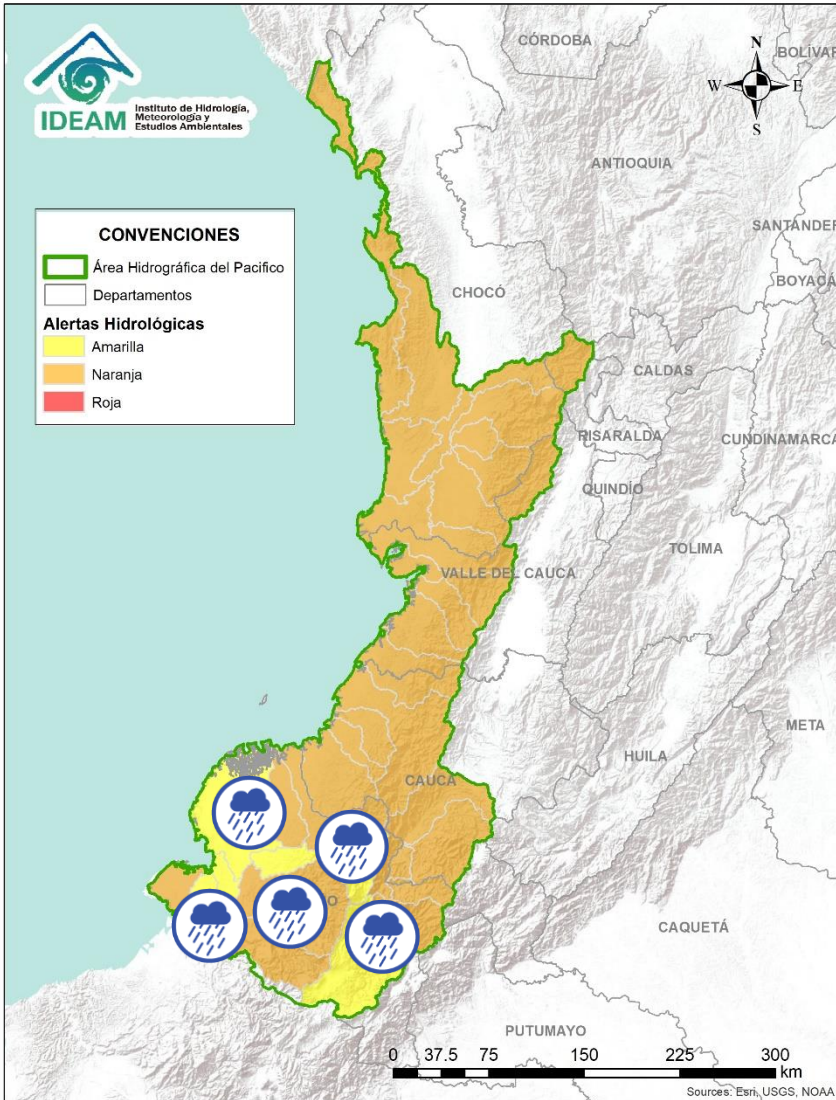 IDEAM
Instituto de Hidrología,
Meteorología y
Estudios Ambientales
CÓRDOBA
BOLÍVAR
N
W
E
S
ANTIOQUIA
SANTANDER
BOYACÁ
CONVENCIONES
Área Hidrográfica del Pacifico
Departamentos
Alertas Hidrológicas
Amarilla
Naranja
Roja
CHOCÓ
CALDAS
RISARALDA
CUNDINAMARCA
QUINDÍO
TOLIMA
VALLE DEL CAUCA
META
HUILA
CAUCA
O
CAQUETÁ
PUTUMAYO
0 37.5 75 150 225 300
km
Sources: Esri, USGS, NOAA